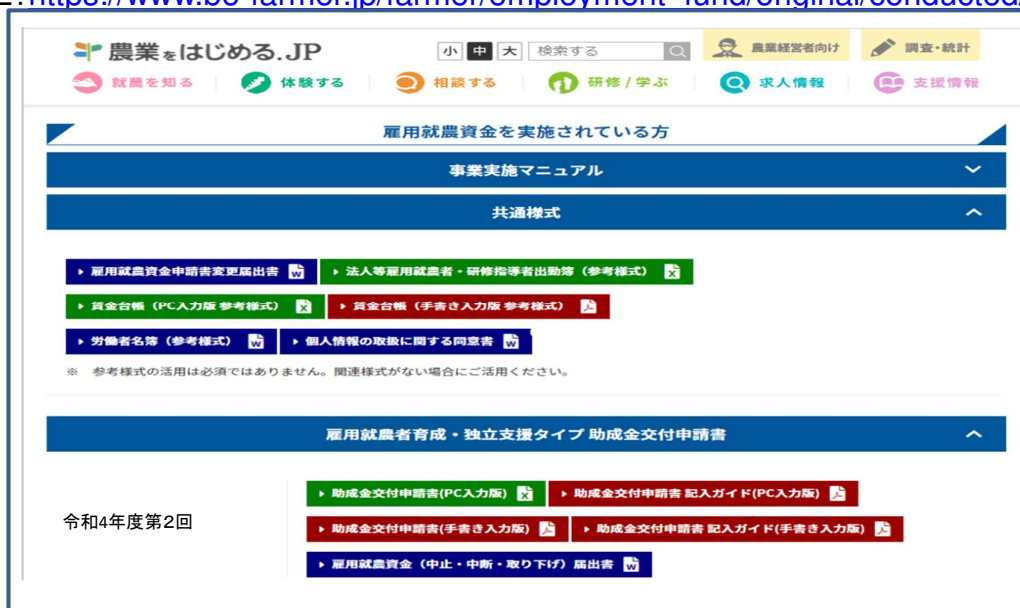 https://www.be-farmer.jp/farmer/employment_fund/original/conducted/
農業をはじめる.JP 小 中 大 検索する 農業経営者向け 調査・統計
就農を知る 体験する 相談する 研修/学ぶ 求人情報 支援情報
雇用就農資金を実施されている方
事業実施マニュアル
共通様式
雇用就農資金申請書変更届出書 法人等雇用就農者・研修指導者出勤簿（参考様式）
賃金台帳（PC入力版 参考様式） 賃金台帳（手書き入力版 参考様式）
労働者名簿（参考様式） 個人情報の取扱に関する同意書
※ 参考様式の活用は必須ではありません。関連様式がない場合にご活用ください。
雇用就農者育成・独立支援タイプ 助成金交付申請書
助成金交付申請書(PC入力版) 助成金交付申請書 記入ガイド(PC入力版)
令和4年度第2回
助成金交付申請書(手書き入力版) 助成金交付申請書 記入ガイド(手書き入力版)
雇用就農資金（中止・中断・取り下げ）届出書